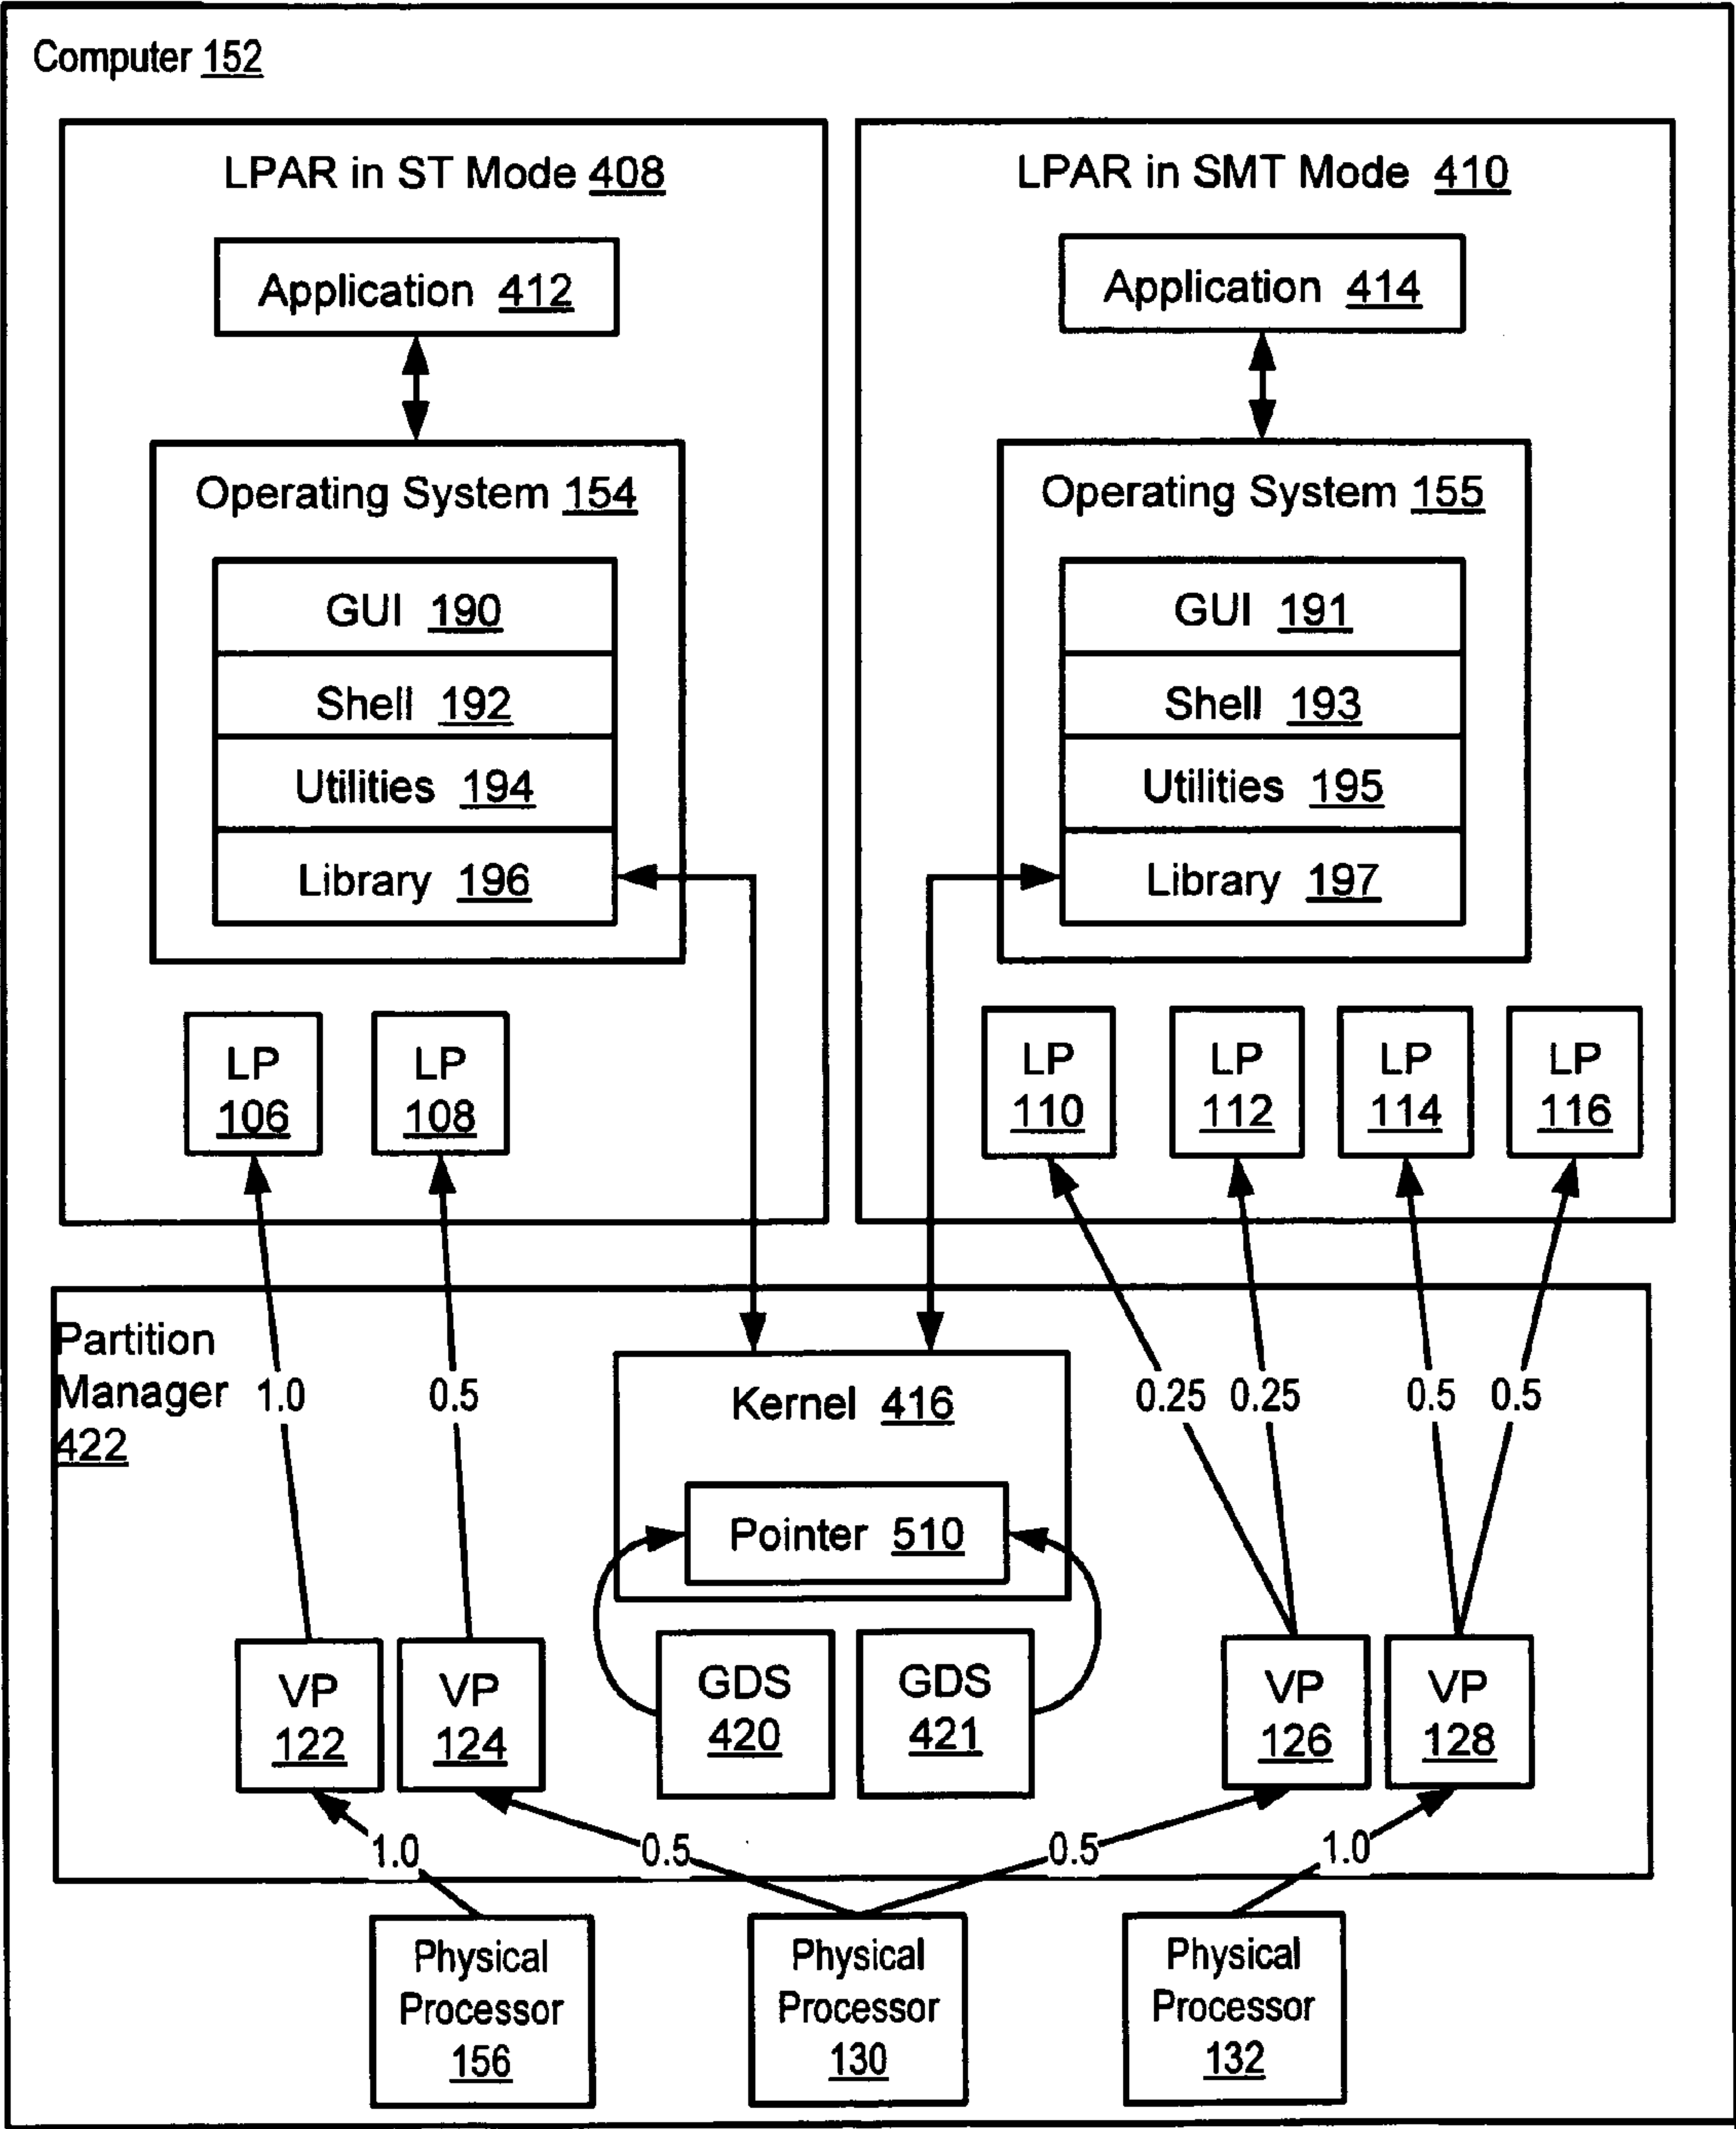 Computer 152
LPAR in ST Mode 408
Application 412
Operating System 154
GUI 190
Shell 192
Utilities 194
Library 196
LP
106
LP
108
LPAR in SMT Mode 410
Application 414
Operating System 155
GUI 191
Shell 193
Utilities 195
Library 197
LP
110
LP
112
LP
114
LP
116
Partition
Manager
422
1.0
0.5
Kernel 416
Pointer 510
0.25
0.25
0.5
0.5
VP
122
VP
124
GDS
420
GDS
421
VP
126
VP
128
1.0
0.5
0.5
1.0
Physical
Processor
156
Physical
Processor
130
Physical
Processor
132